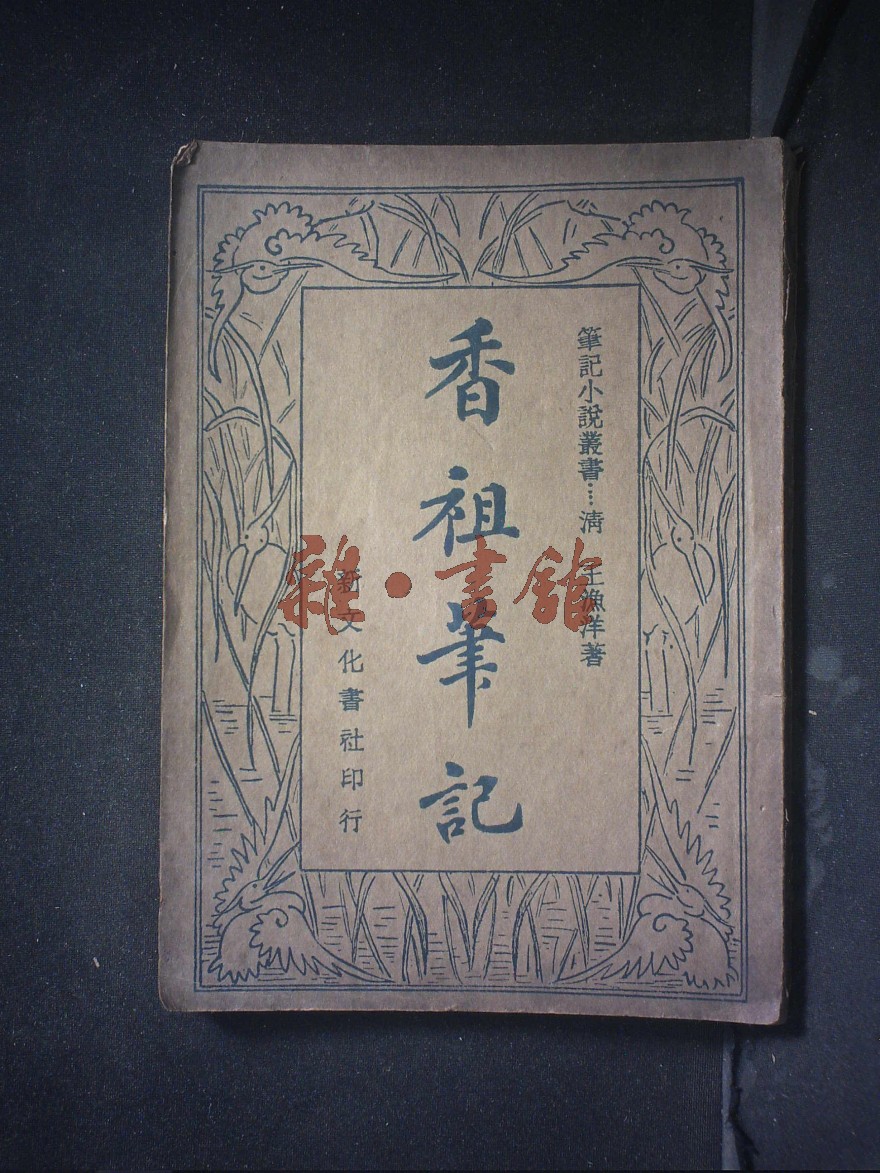 筆記小說叢書…清 王漁洋著
香祖筆記
新文化書社印行
雜·書館